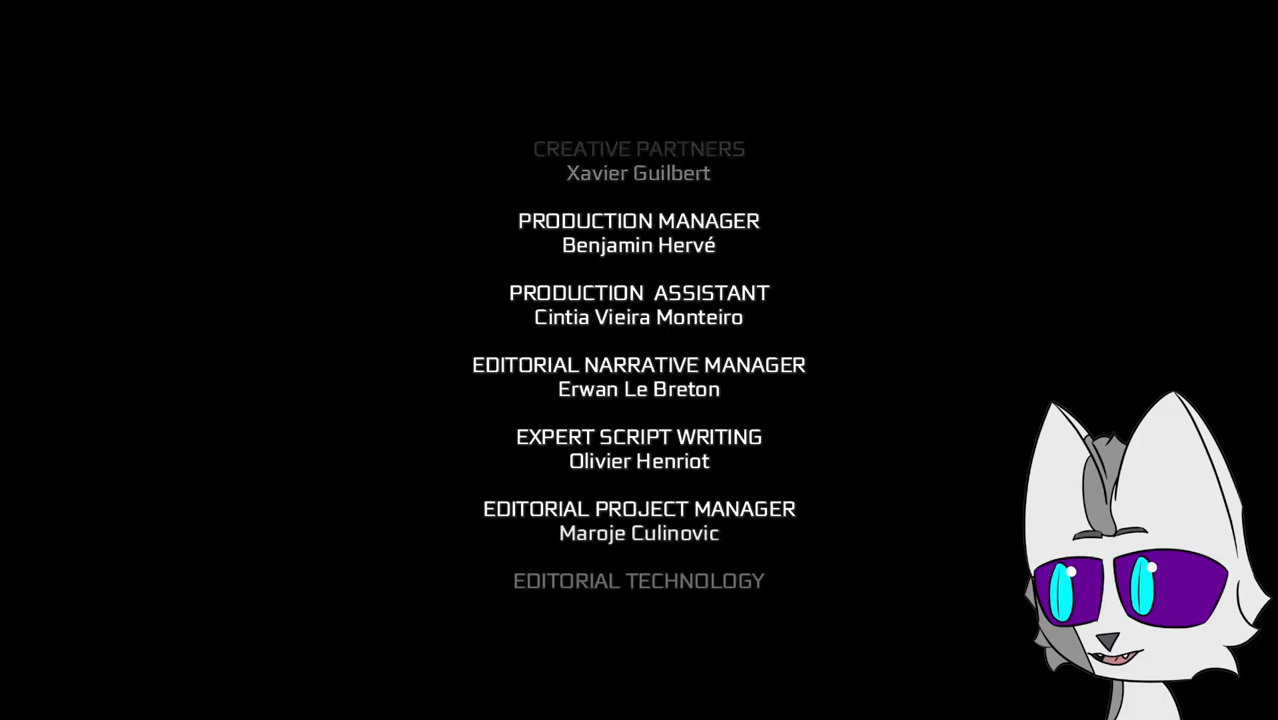 CREATIVE PARTNERS
Xavier Guilbert
PRODUCTION MANAGER
Benjamin Hervé
PRODUCTION ASSISTANT
Cintia Vieira Monteiro
EDITORIAL NARRATIVE MANAGER
Erwan Le Breton
EXPERT SCRIPT WRITING
Olivier Henriot
EDITORIAL PROJECT MANAGER
Maroje Culinovic
EDITORIAL TECHNOLOGY